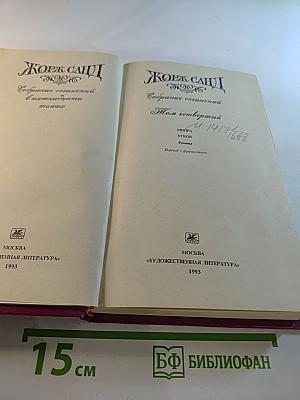 ЖОРЖ САНД
Собрание сочинений
в пятнадцати
томах
МОСКВА
«ХУДОЖЕСТВЕННАЯ ЛИТЕРАТУРА»
1993
ЖОРЖ САНД
Собрание сочинений
Том четвертый
МОПРА
Романы
Перевод с французского
МОСКВА
«ХУДОЖЕСТВЕННАЯ ЛИТЕРАТУРА»
1993
15 см
БФ БИБЛИОФАН